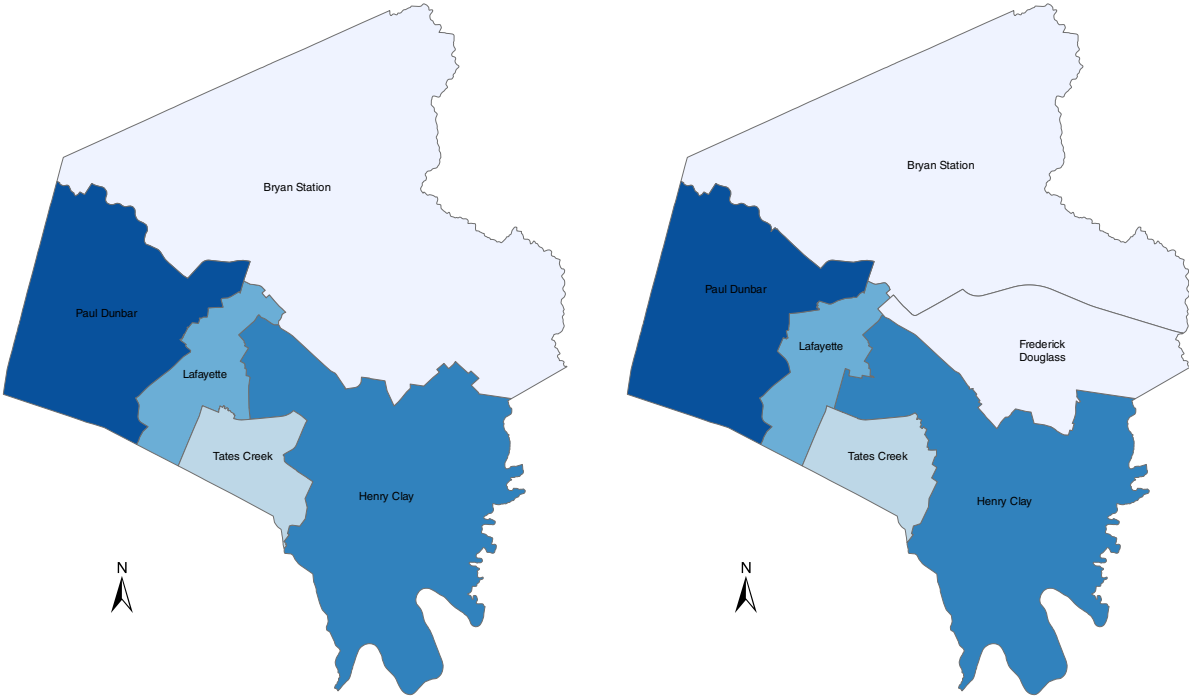 Bryan Station
Paul Dunbar
Lafayette
Tates Creek
Henry Clay
N
Bryan Station
Paul Dunbar
Lafayette
Frederick
Douglass
Tates Creek
Henry Clay
N